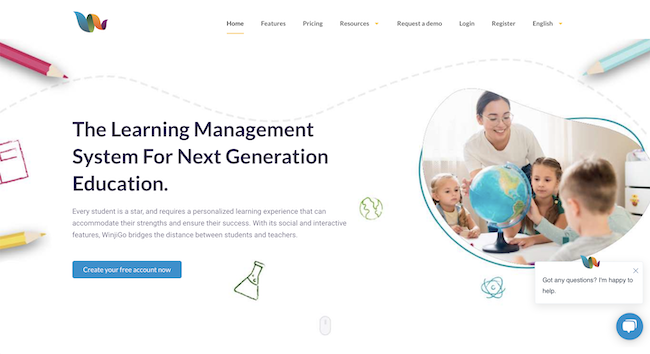 Home Features Pricing Resources Request a demo Login Register English
The Learning Management
System For Next Generation
Education.
Every student is a star, and requires a personalized learning experience that can
accommodate their strengths and ensure their success. With its social and interactive
features, WinjiGo bridges the distance between students and teachers.
Create your free account now
Got any questions? I'm happy to
help.